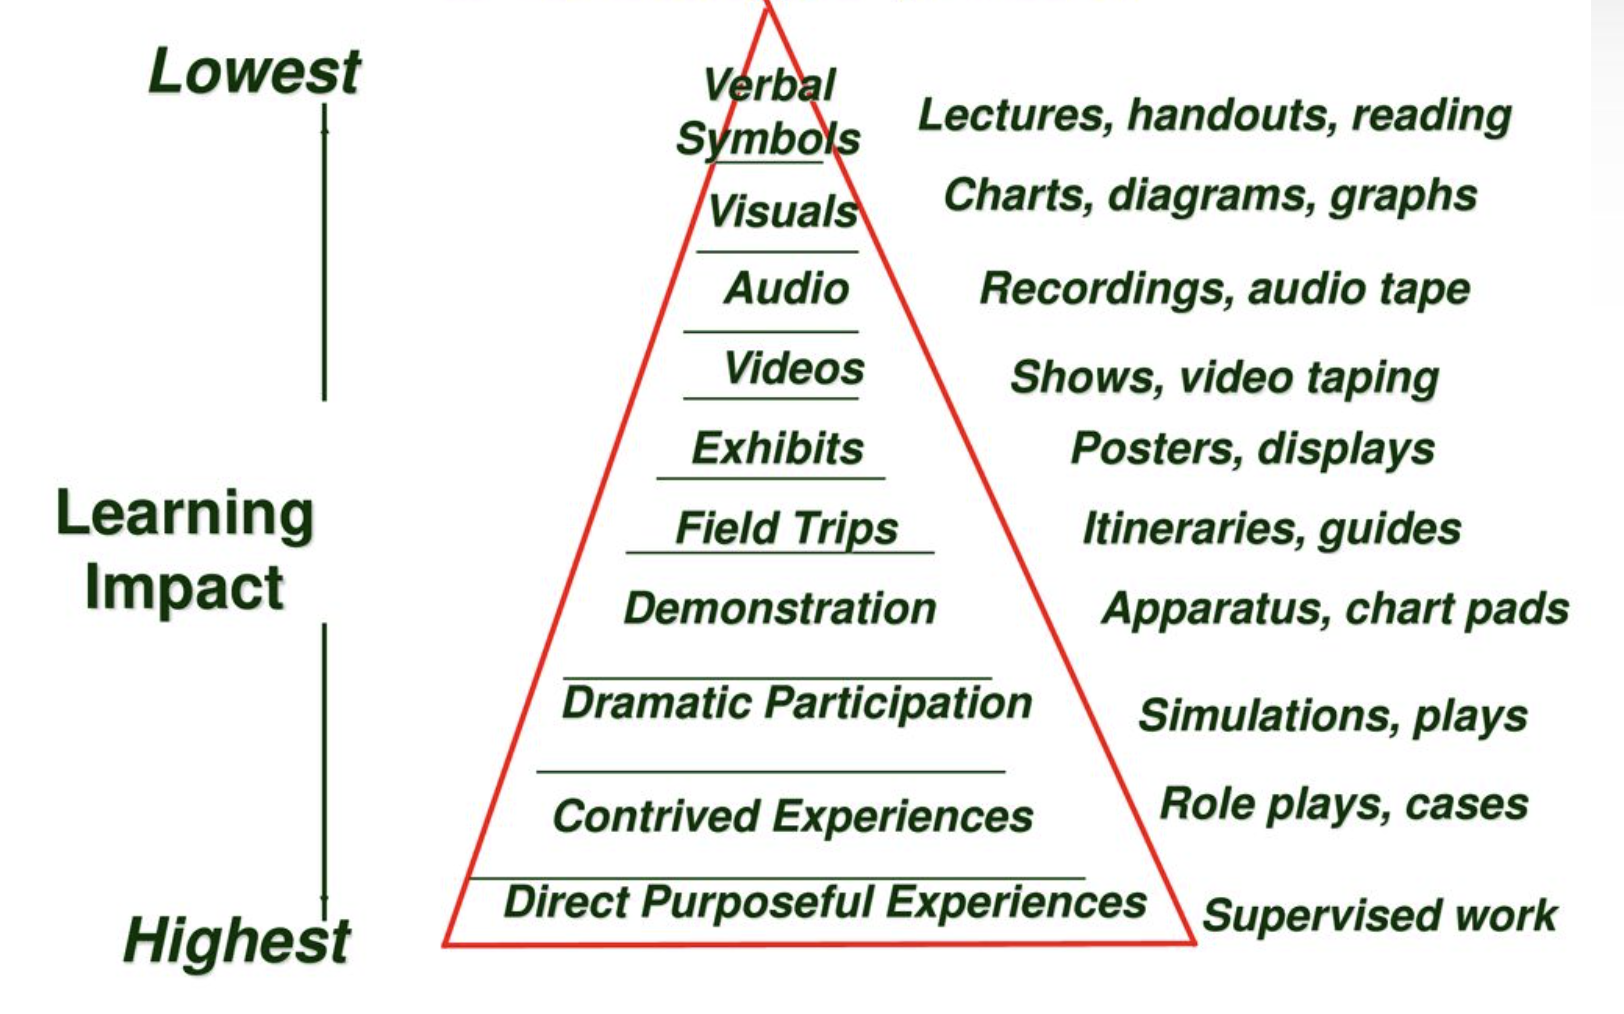 Lowest
Verbal
Symbols
Lectures, handouts, reading
Visuals
Charts, diagrams, graphs
Audio
Recordings, audio tape
Videos
Shows, video taping
Exhibits
Posters, displays
Learning
Impact
Field Trips
Itineraries, guides
Demonstration
Apparatus, chart pads
Dramatic Participation
Simulations, plays
Contrived Experiences
Role plays, cases
Direct Purposeful Experiences
Supervised work
Highest